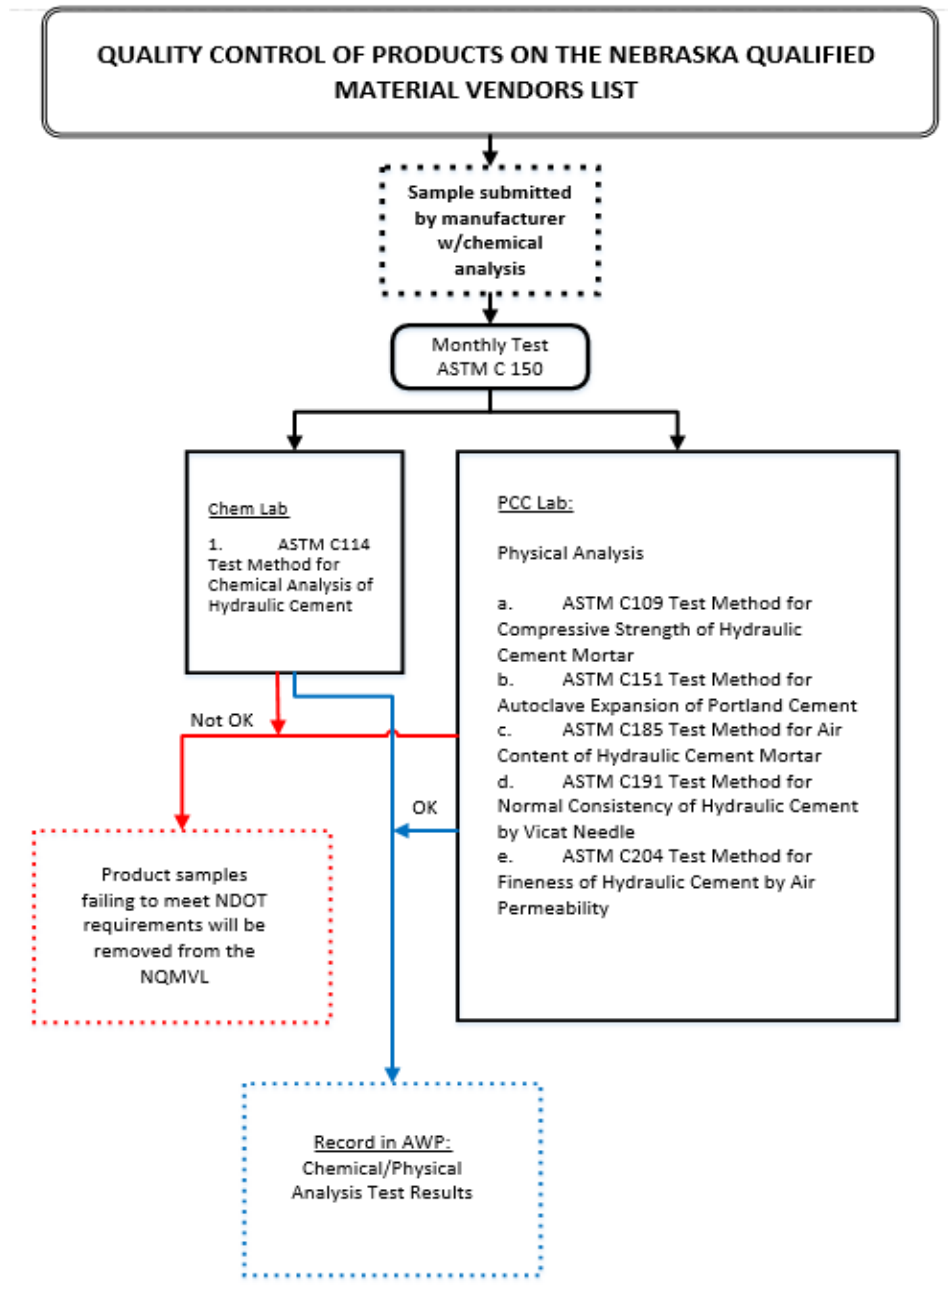 QUALITY CONTROL OF PRODUCTS ON THE NEBRASKA QUALIFIED
MATERIAL VENDORS LIST
Sample submitted
by manufacturer
w/chemical
analysis
Monthly Test
ASTM C 150
Chem Lab
1. ASTM C114
Test Method for
Chemical Analysis of
Hydraulic Cement
PCC Lab:
Physical Analysis
a. ASTM C109 Test Method for
Compressive Strength of Hydraulic
Cement Mortar
b. ASTM C151 Test Method for
Autoclave Expansion of Portland Cement
c. ASTM C185 Test Method for Air
Content of Hydraulic Cement Mortar
d. ASTM C191 Test Method for
Normal Consistency of Hydraulic Cement
by Vicat Needle
e. ASTM C204 Test Method for
Fineness of Hydraulic Cement by Air
Permeability
Not OK
OK
Product samples
failing to meet NDOT
requirements will be
removed from the
NQMVL
Record in AWP:
Chemical/Physical
Analysis Test Results